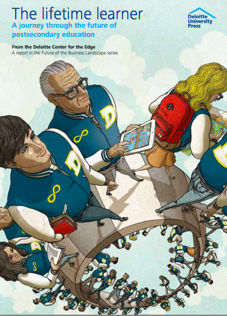 The lifetime learner
A journey through the future of
postsecondary education
From the Deloitte Center for the Edge
A report in the Future of the Business Landscape series
Deloitte
University
Press
D
D